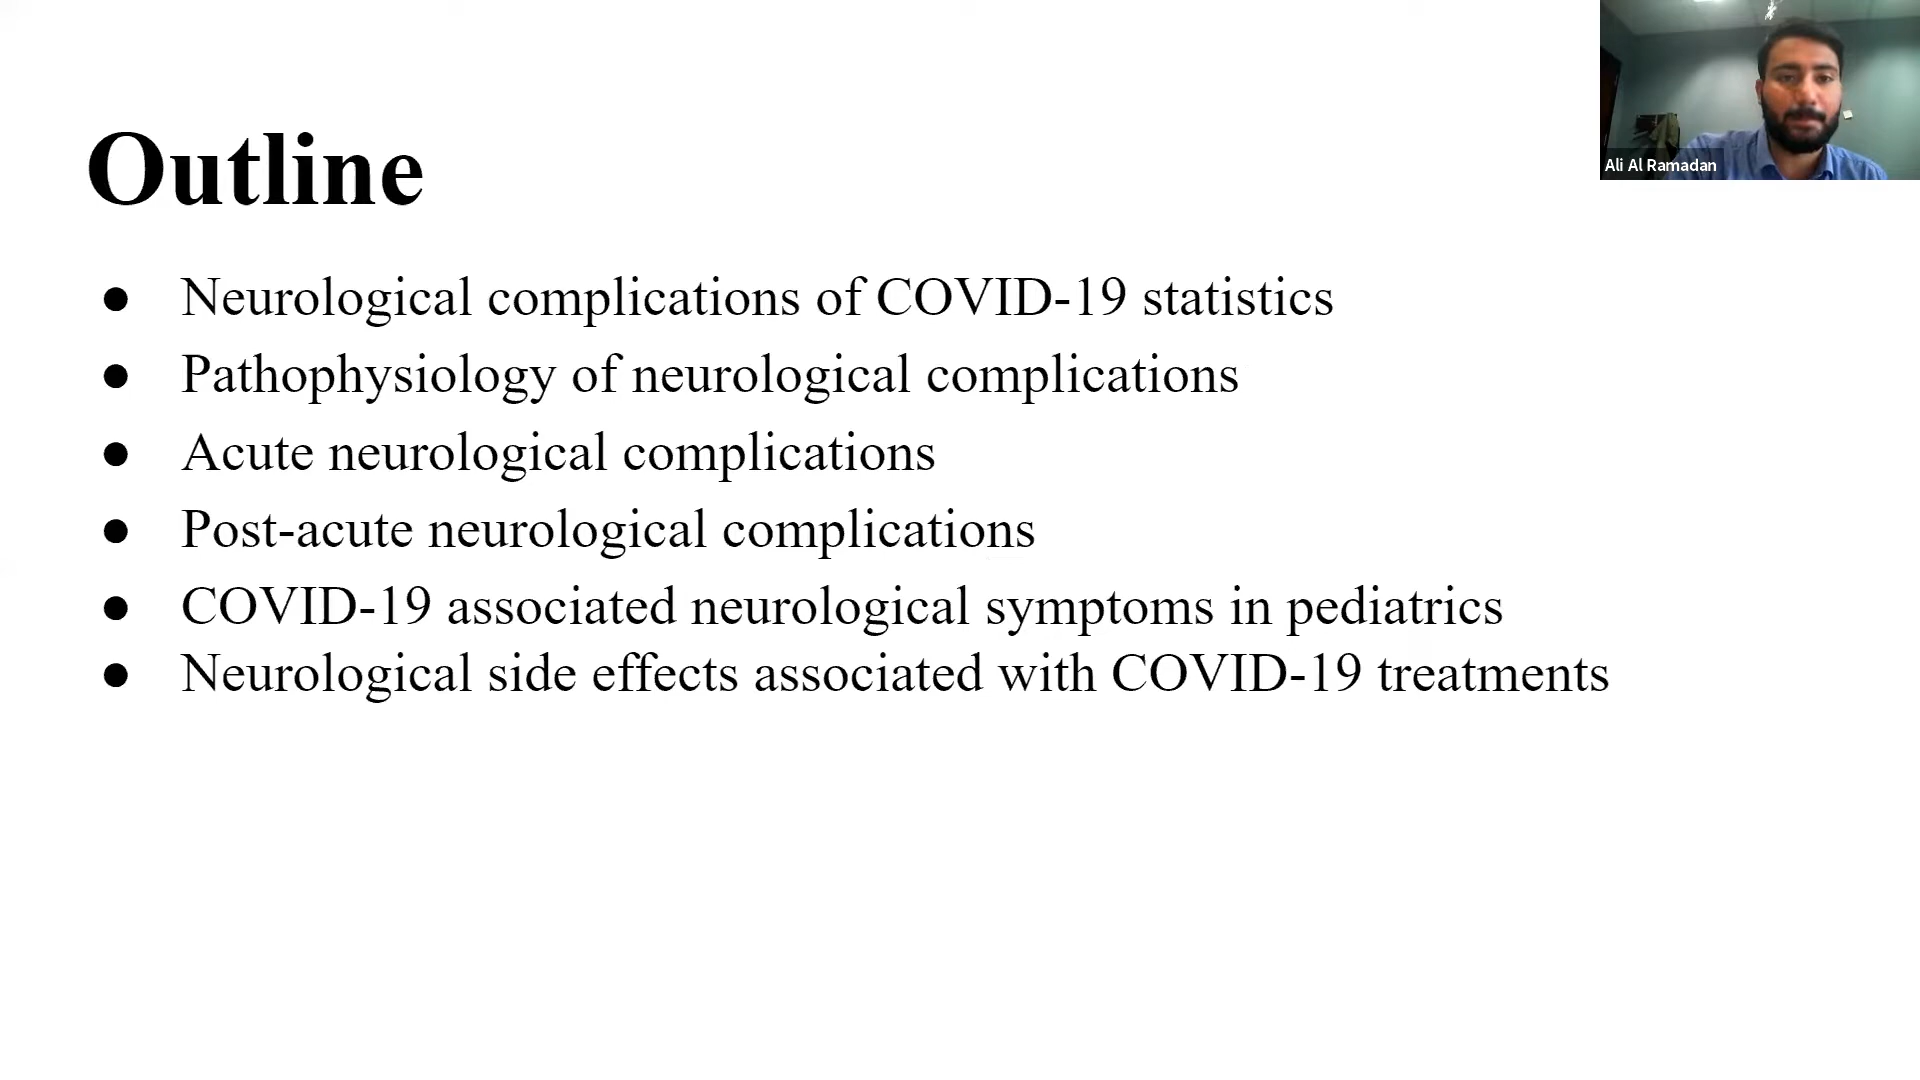 Outline
● Neurological complications of COVID-19 statistics
● Pathophysiology of neurological complications
● Acute neurological complications
● Post-acute neurological complications
● COVID-19 associated neurological symptoms in pediatrics
● Neurological side effects associated with COVID-19 treatments
Ali Al Ramadan